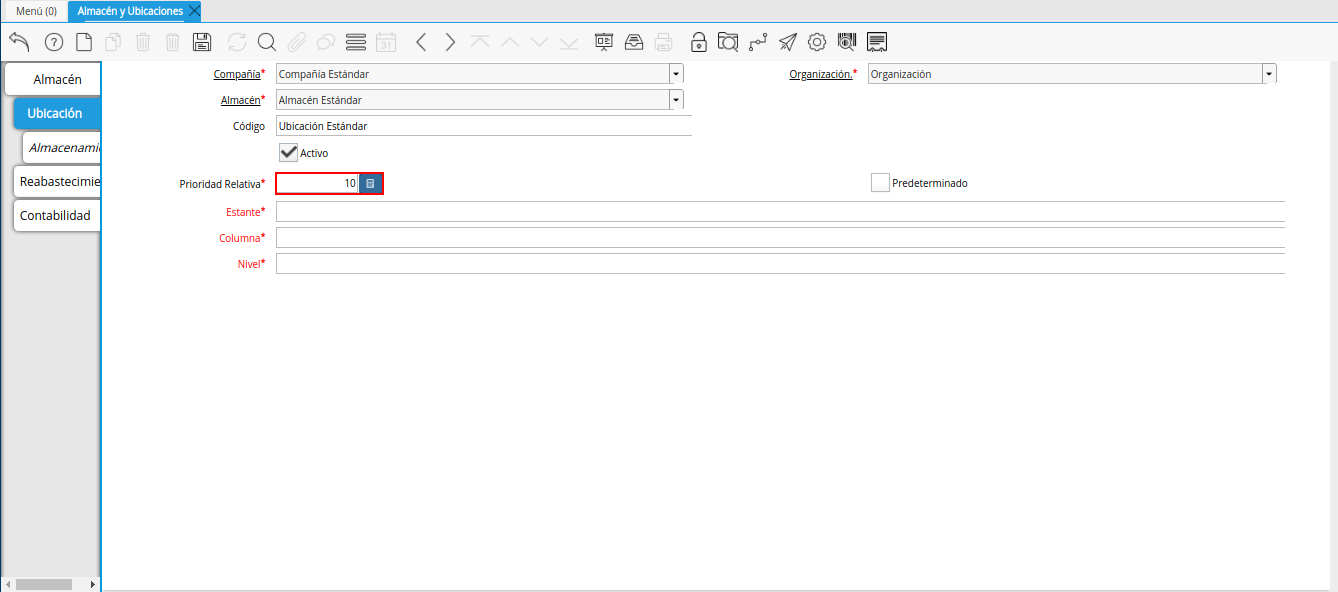 Menú (0)
Almacén y Ubicaciones
31
Almacén
Ubicación
Almacenami
Reabastecimie
Contabilidad
Compañía* Compañía Estándar
Organización.* Organización
Almacén* Almacén Estándar
Código Ubicación Estándar
Activo
Prioridad Relativa* 10
Predeterminado
Estante*
Columna*
Nivel*